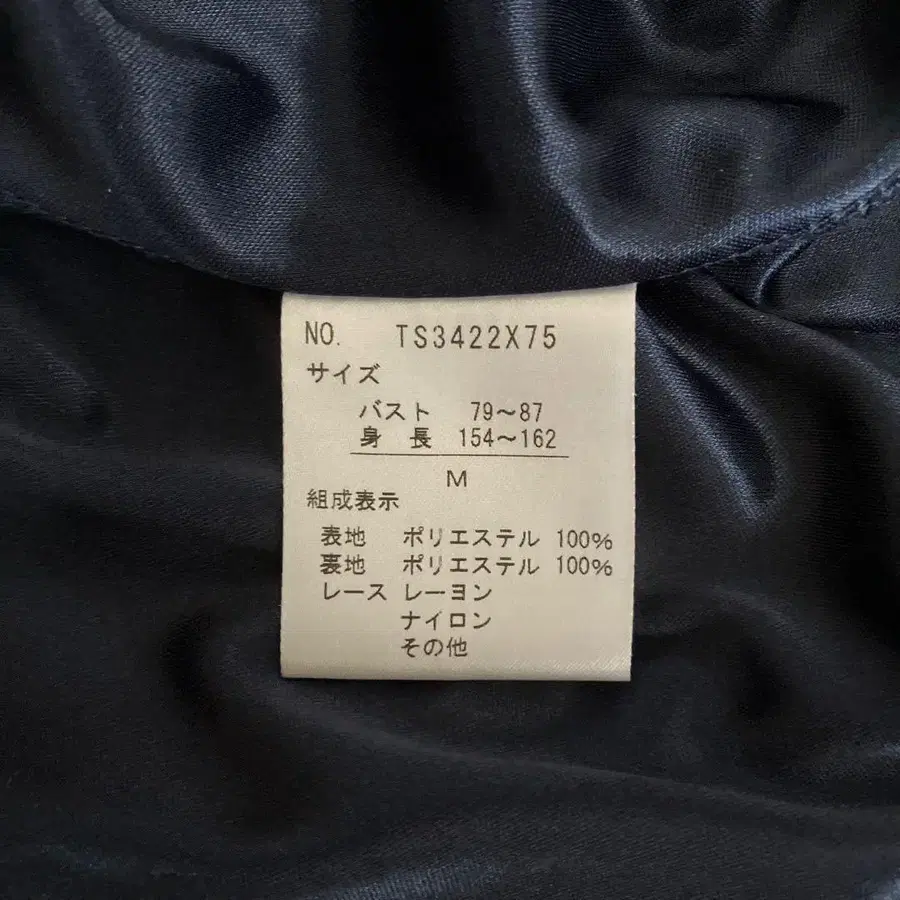 NO. TS3422X75
サイズ
バスト 79〜87
身 長 154〜162
M
組成表示
表地 ポリエステル 100%
裏地 ポリエステル 100%
レース レーヨン
ナイロン
その他